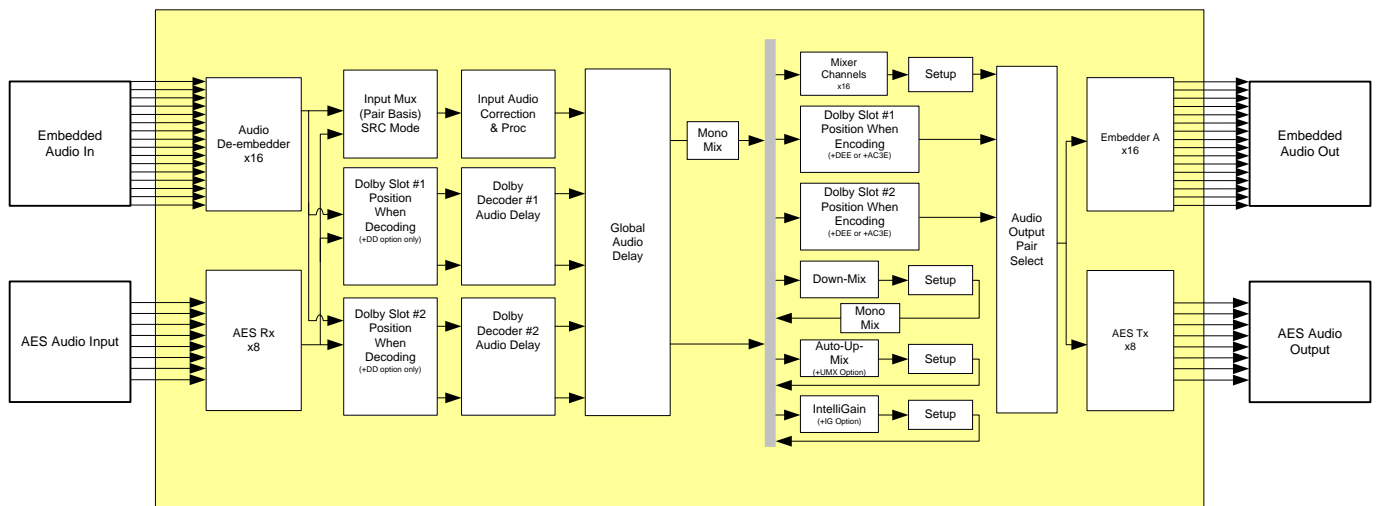 Embedded
Audio In
AES Audio Input
Audio
De-embedder
x16
AES Rx
x8
Input Mux
(Pair Basis)
SRC Mode
Input Audio
Correction
& Proc
Dolby Slot #1
Position
When
Decoding
(+DD option only)
Dolby
Decoder #1
Audio Delay
Dolby Slot #2
Position
When
Decoding
(+DD option only)
Dolby
Decoder #2
Audio Delay
Global
Audio
Delay
Mono
Mix
Mixer
Channels
x16
Setup
Dolby Slot #1
Position When
Encoding
(+DEE or +AC3E)
Dolby Slot #2
Position When
Encoding
(+DEE or +AC3E)
Down-Mix
Setup
Mono
Mix
Auto-Up-
Mix
(+UMX Option)
Setup
IntelliGain
(+IG Option)
Setup
Audio
Output
Pair
Select
Embedder A
x16
AES Tx
x8
Embedded
Audio Out
AES Audio
Output